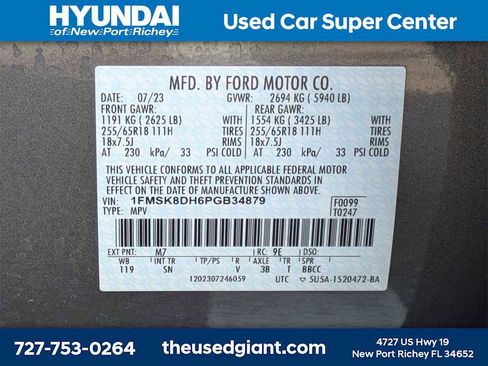 HYUNDAI
of New Port Richey
Used Car Super Center
MFD. BY FORD MOTOR CO.
DATE: 07/23 GVWR: 2694 KG ( 5940 LB)
FRONT GAWR: REAR GAWR:
1191 KG ( 2625 LB) WITH 1554 KG ( 3425 LB) WITH
255/65R18 111H TIRES 255/65R18 111H TIRES
18x7.5J RIMS 18x7.5J RIMS
AT 230 kPa/ 33 PSI COLD AT 230 kPa/ 33 PSI COLD
THIS VEHICLE CONFORMS TO ALL APPLICABLE FEDERAL MOTOR
VEHICLE SAFETY AND THEFT PREVENTION STANDARDS IN
EFFECT ON THE DATE OF MANUFACTURE SHOWN ABOVE.
VIN: 1FMSK8DH6PGB34879 F0099
TYPE: MPV T0247
EXT PNT: M7 RC: 9E DSO:
WB INT TR TP/PS R AXLE TR SPR
119 SN V 3B T BBCC
1202307246059 UTC ▽ 5U5A-1520472-BA
727-753-0264
theusedgiant.com
4727 US Hwy 19
New Port Richey FL 34652